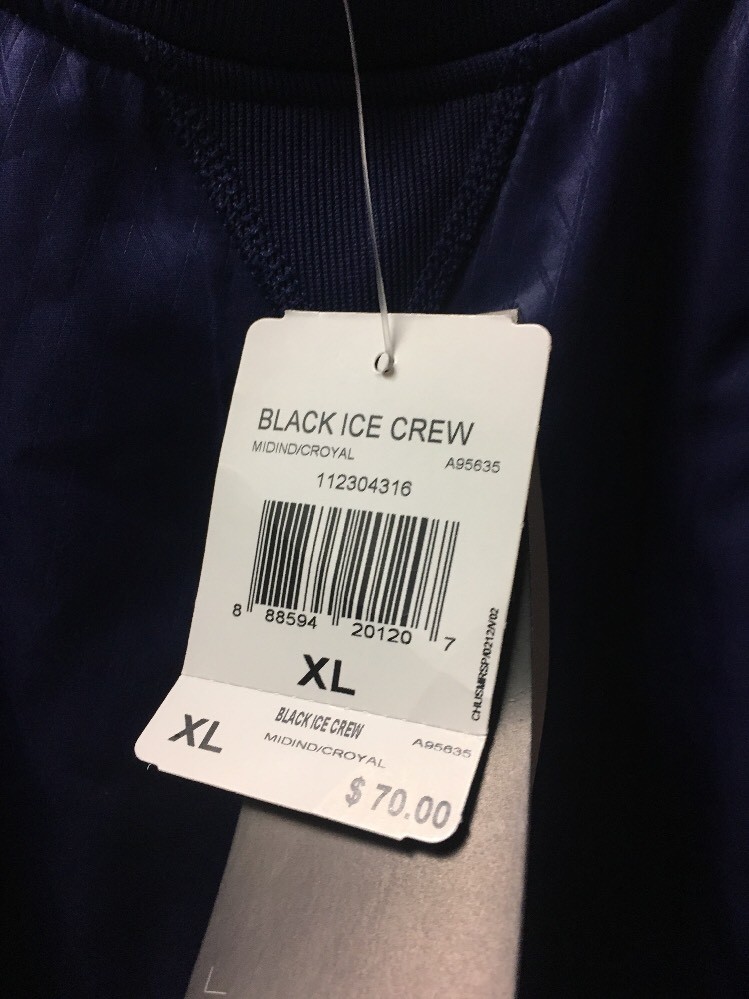 BLACK ICE CREW
MIDIND/CROYAL A95635
112304316
8 88594 20120 7
XL
CHUSMRSP/0212/V02
XL BLACK ICE CREW A95635
MIDIND/CROYAL
$ 70.00